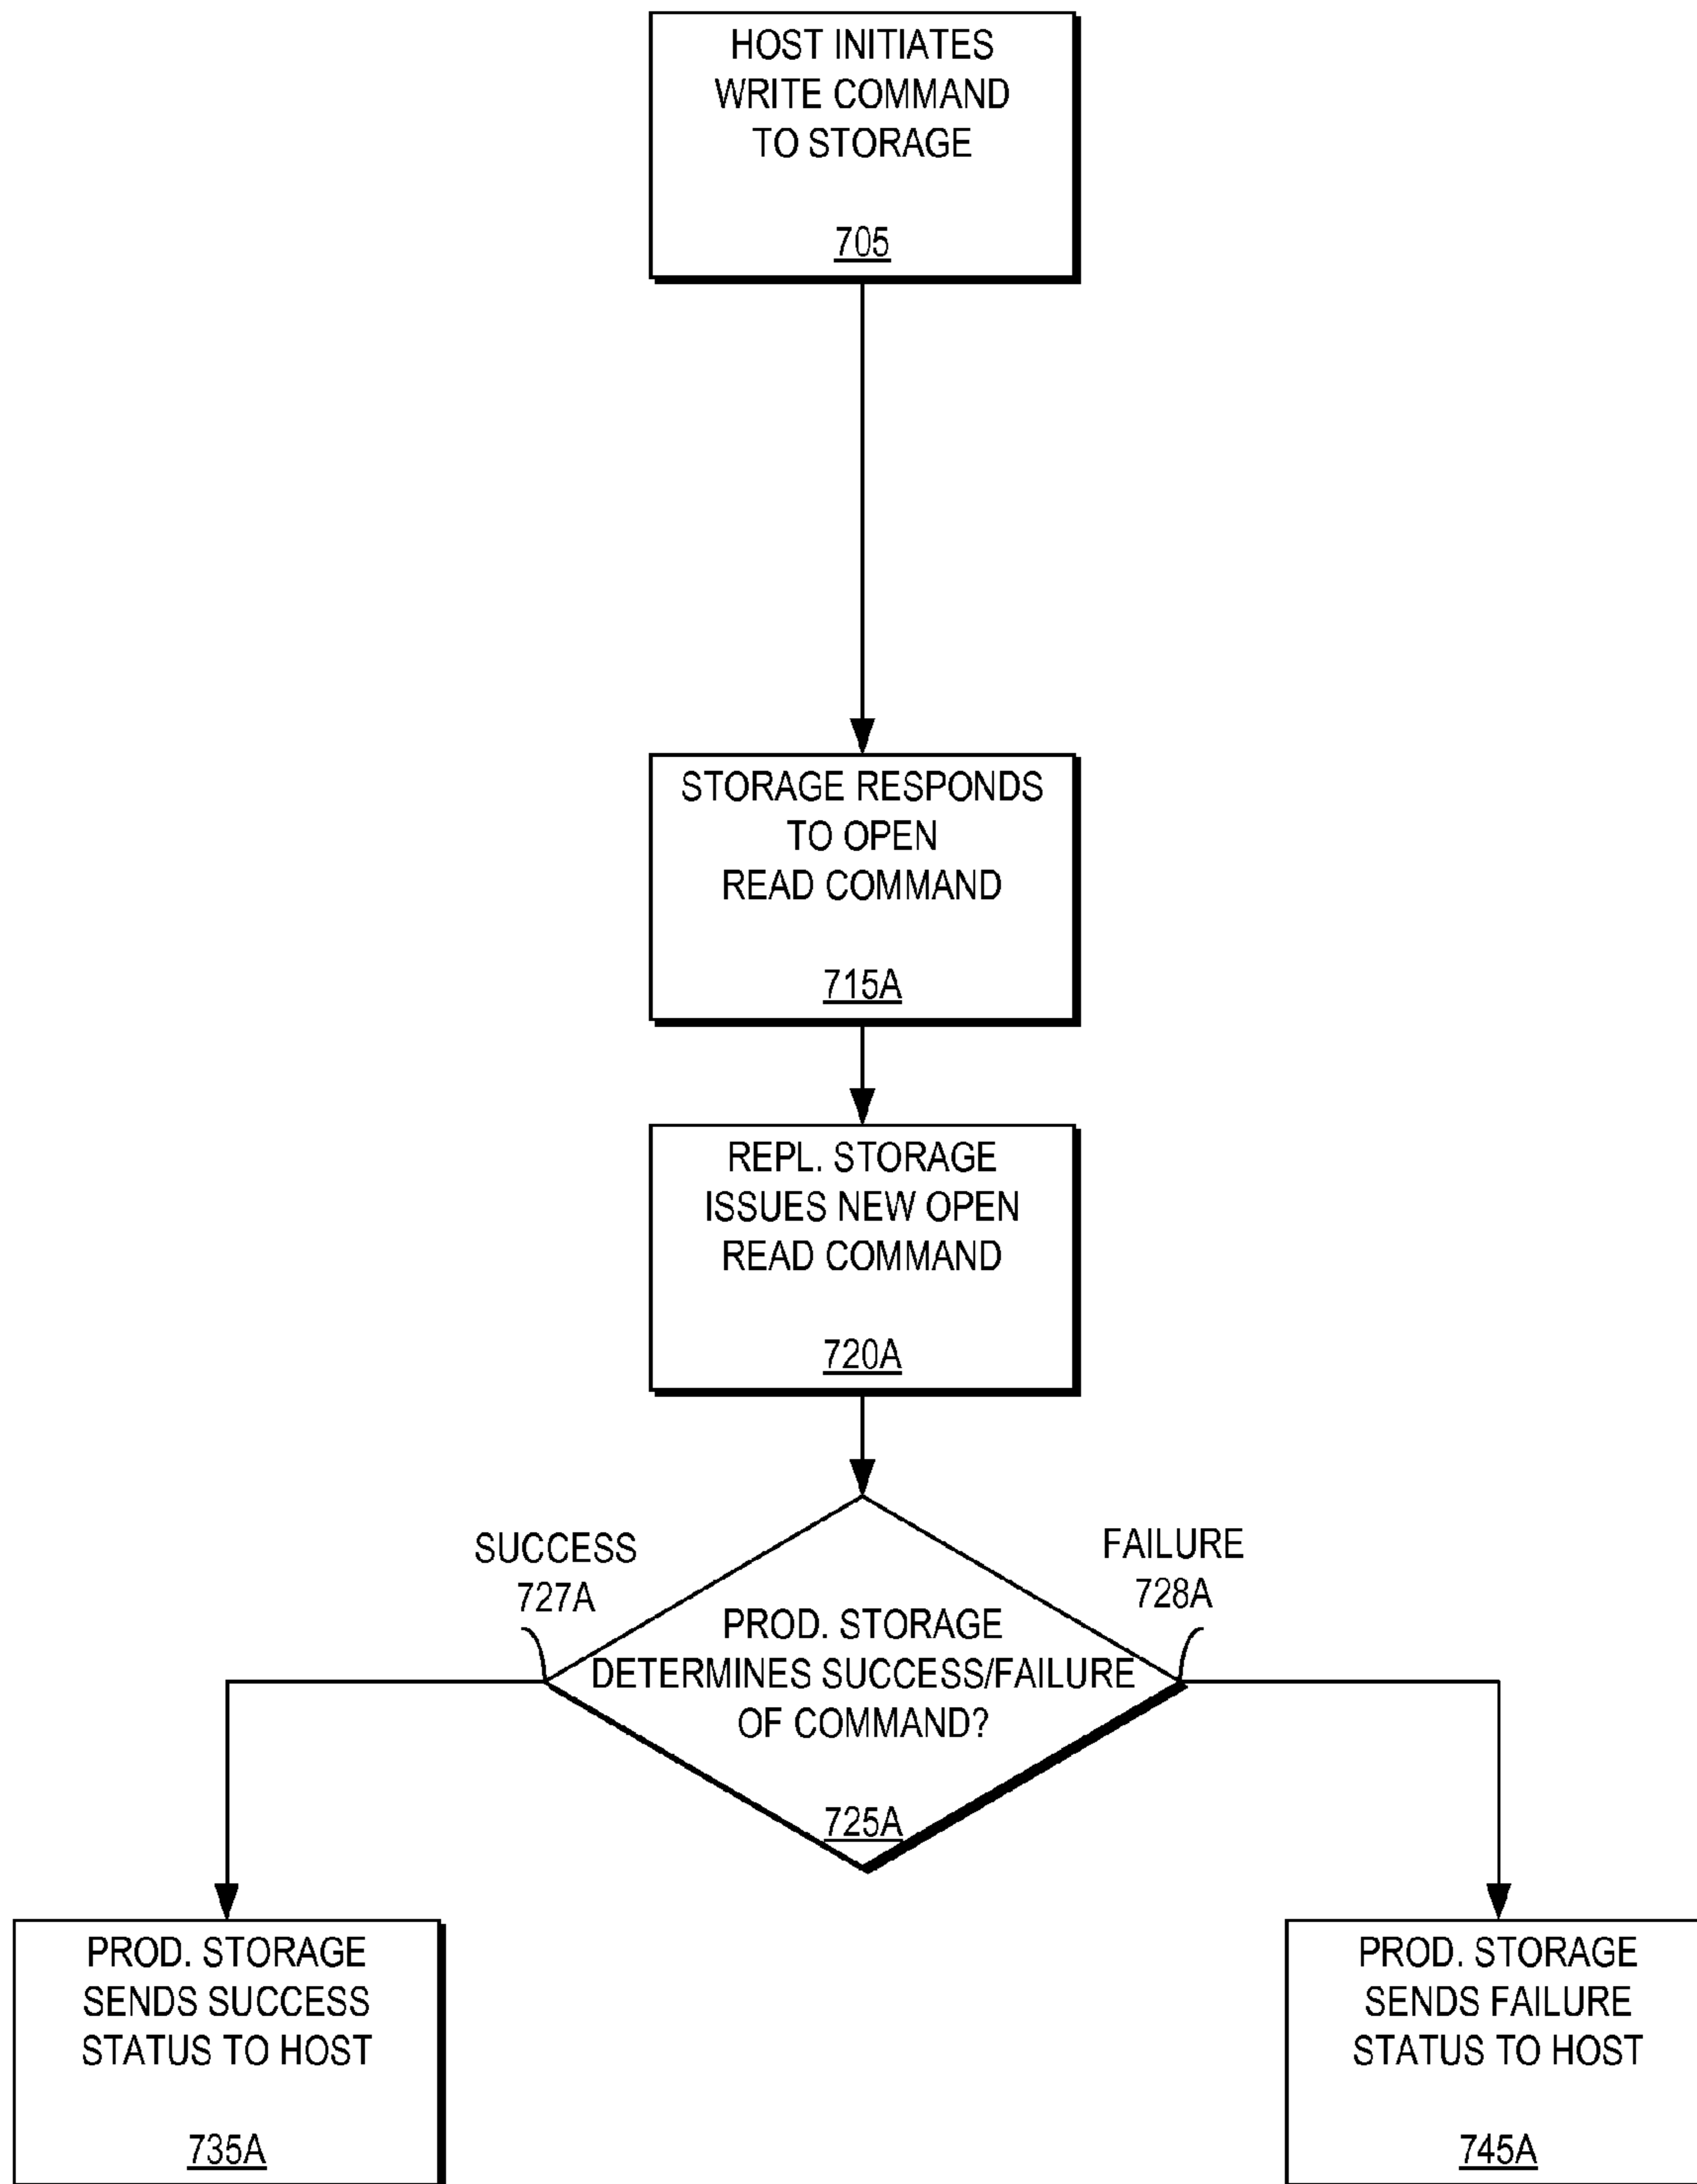 HOST INITIATES
WRITE COMMAND
TO STORAGE
705
STORAGE RESPONDS
TO OPEN
READ COMMAND
715A
REPL. STORAGE
ISSUES NEW OPEN
READ COMMAND
720A
SUCCESS
727A
FAILURE
728A
PROD. STORAGE
DETERMINES SUCCESS/FAILURE
OF COMMAND?
725A
PROD. STORAGE
SENDS SUCCESS
STATUS TO HOST
735A
PROD. STORAGE
SENDS FAILURE
STATUS TO HOST
745A